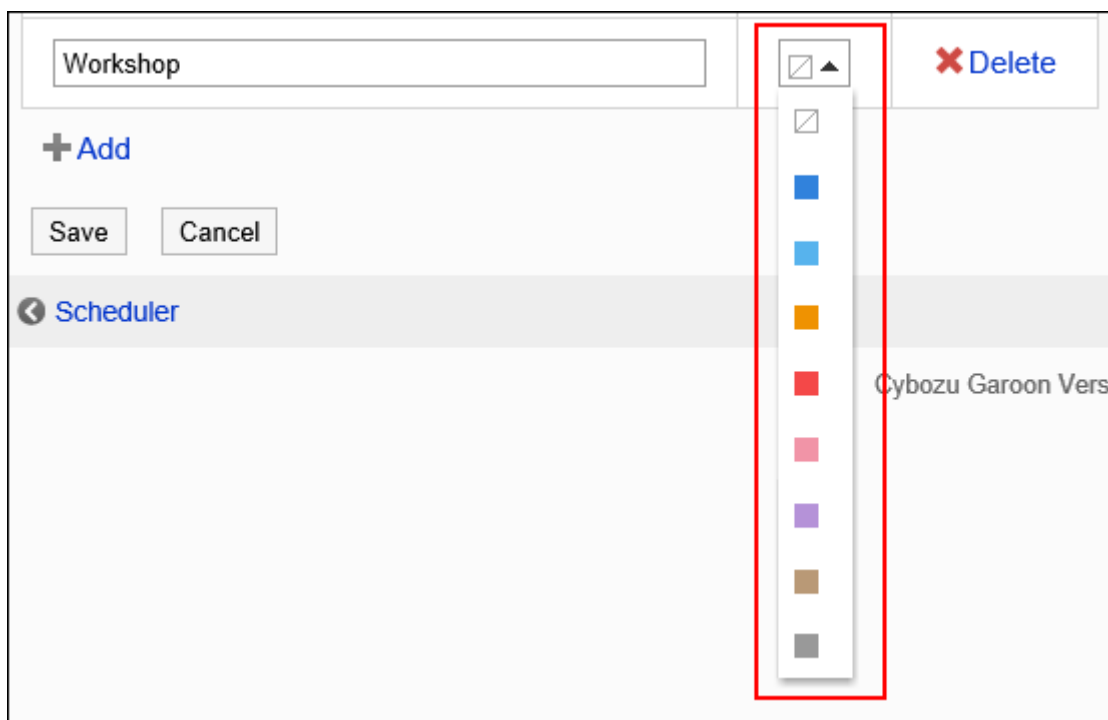 Workshop
Delete
Add
Save
Cancel
Scheduler
Cybozu Garoon Vers